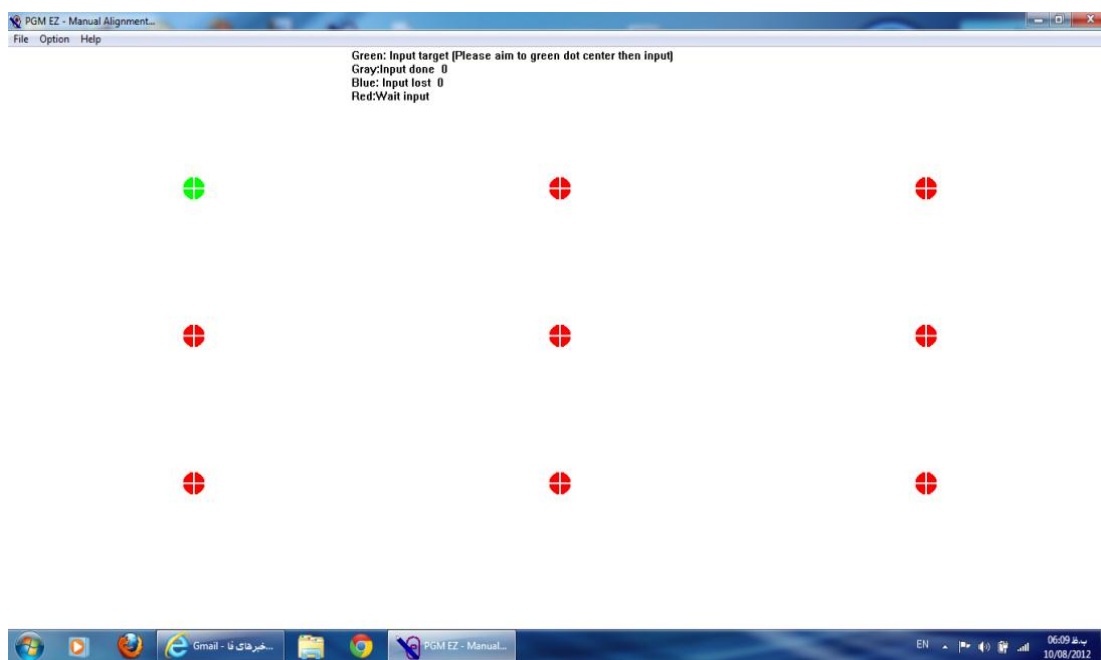 PGM EZ - Manual Alignment...
File Option Help
Green: Input target (Please aim to green dot center then input)
Gray:Input done 0
Blue: Input lost 0
Red:Wait input
Gmail - خبرهای فا...
PGM EZ - Manual...
EN
06:09 ب.ظ
10/08/2012